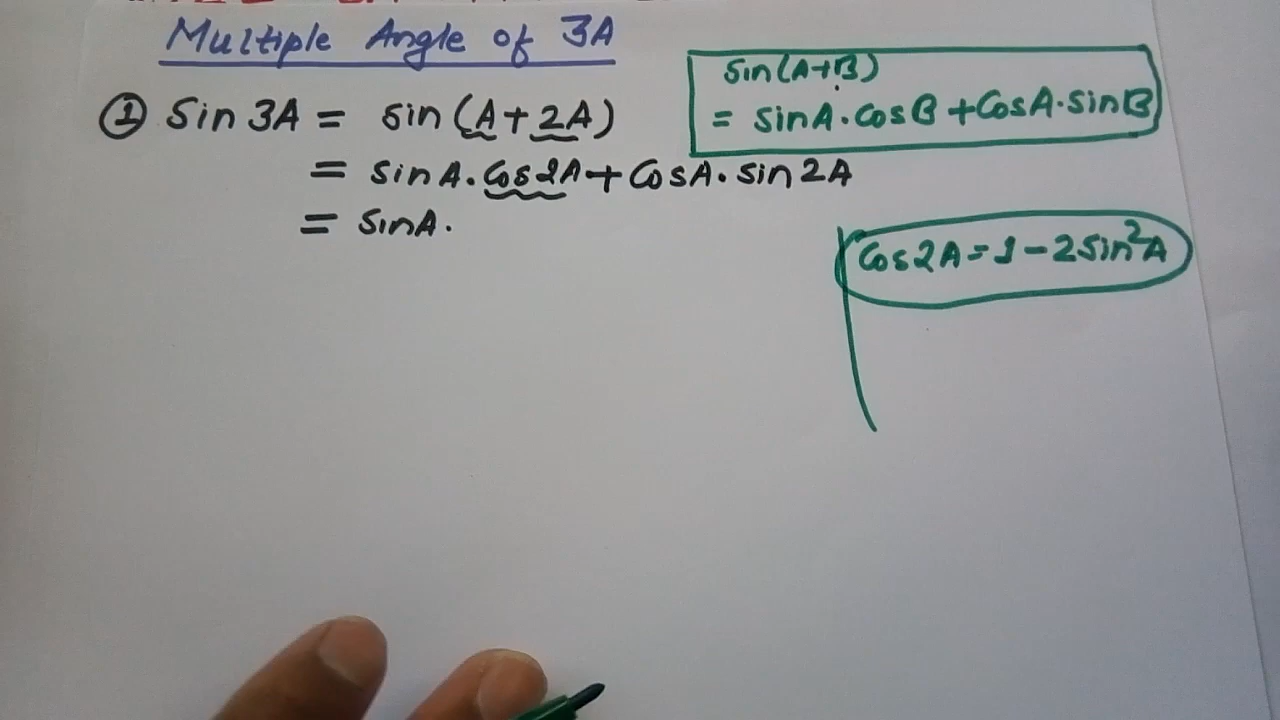 Multiple Angle of 3A
① Sin 3A = sin (A + 2A)
= sinA . cos2A + cosA . sin 2A
= sinA .
sin(A+B)
= sinA . cosB + cosA . sinB
cos2A = 1 - 2sin²A